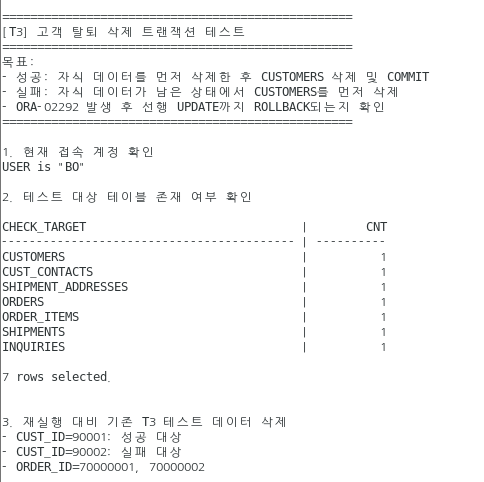 ==================================================
[T3] 고객 탈퇴 삭제 트랜잭션 테스트
==================================================
목표:
- 성공: 자식 데이터를 먼저 삭제한 후 CUSTOMERS 삭제 및 COMMIT
- 실패: 자식 데이터가 남은 상태에서 CUSTOMERS를 먼저 삭제
- ORA-02292 발생 후 선행 UPDATE까지 ROLLBACK되는지 확인
==================================================
1. 현재 접속 계정 확인
USER is "BO"
2. 테스트 대상 테이블 존재 여부 확인
CHECK_TARGET | CNT
------------------------------------------ | ----------
CUSTOMERS | 1
CUST_CONTACTS | 1
SHIPMENT_ADDRESSES | 1
ORDERS | 1
ORDER_ITEMS | 1
SHIPMENTS | 1
INQUIRIES | 1
7 rows selected.
3. 재실행 대비 기존 T3 테스트 데이터 삭제
- CUST_ID=90001: 성공 대상
- CUST_ID=90002: 실패 대상
- ORDER_ID=70000001, 70000002